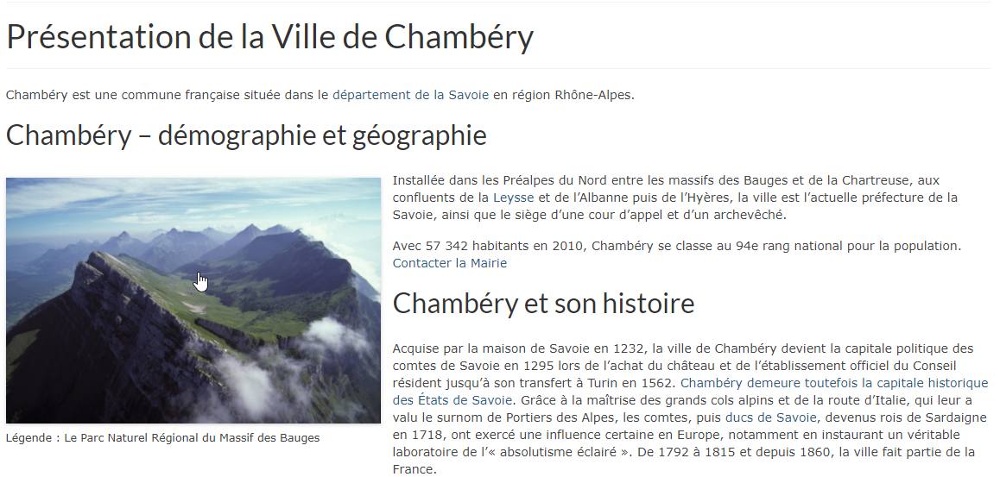 Présentation de la Ville de Chambéry
Chambéry est une commune française située dans le département de la Savoie en région Rhône-Alpes.
Chambéry – démographie et géographie
Installée dans les Préalpes du Nord entre les massifs des Bauges et de la Chartreuse, aux
confluents de la Leysse et de l’Albanne puis de l’Hyères, la ville est l’actuelle préfecture de la
Savoie, ainsi que le siège d’une cour d’appel et d’un archevêché.
Avec 57 342 habitants en 2010, Chambéry se classe au 94e rang national pour la population.
Contacter la Mairie
Chambéry et son histoire
Acquise par la maison de Savoie en 1232, la ville de Chambéry devient la capitale politique des
comtes de Savoie en 1295 lors de l’achat du château et de l’établissement officiel du Conseil
résident jusqu’à son transfert à Turin en 1562. Chambéry demeure toutefois la capitale historique
des États de Savoie. Grâce à la maîtrise des grands cols alpins et de la route d’Italie, qui leur a
valu le surnom de Portiers des Alpes, les comtes, puis ducs de Savoie, devenus rois de Sardaigne
en 1718, ont exercé une influence certaine en Europe, notamment en instaurant un véritable
laboratoire de l’« absolutisme éclairé ». De 1792 à 1815 et depuis 1860, la ville fait partie de la
France.
Légende : Le Parc Naturel Régional du Massif des Bauges